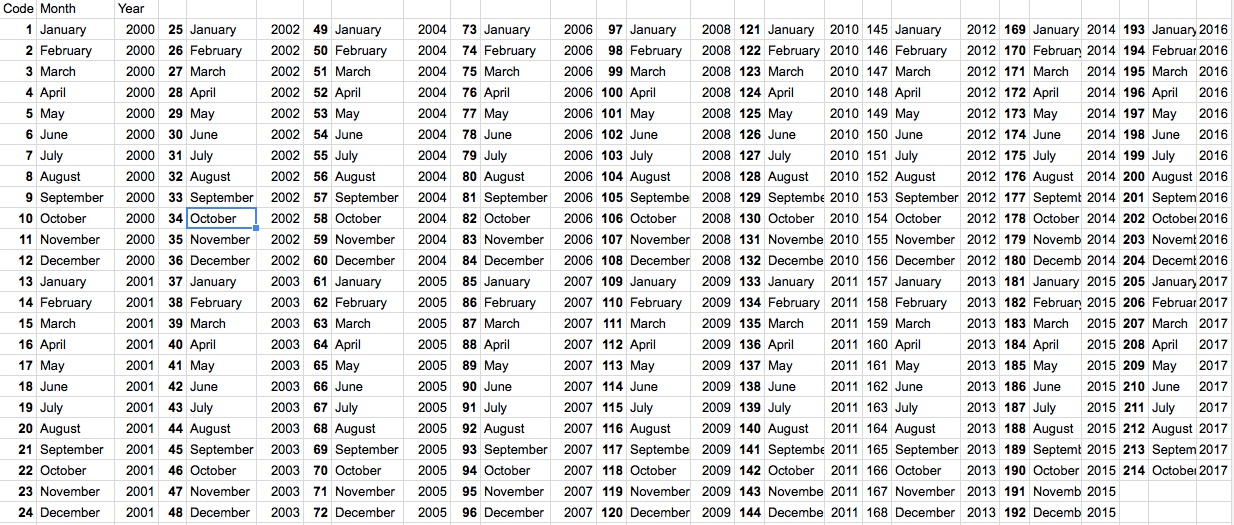 Code Month Year
1 January 2000 25 January 2002 49 January 2004 73 January 2006 97 January 2008 121 January 2010 145 January 2012 169 January 2014 193 January 2016
2 February 2000 26 February 2002 50 February 2004 74 February 2006 98 February 2008 122 February 2010 146 February 2012 170 February 2014 194 Februar 2016
3 March 2000 27 March 2002 51 March 2004 75 March 2006 99 March 2008 123 March 2010 147 March 2012 171 March 2014 195 March 2016
4 April 2000 28 April 2002 52 April 2004 76 April 2006 100 April 2008 124 April 2010 148 April 2012 172 April 2014 196 April 2016
5 May 2000 29 May 2002 53 May 2004 77 May 2006 101 May 2008 125 May 2010 149 May 2012 173 May 2014 197 May 2016
6 June 2000 30 June 2002 54 June 2004 78 June 2006 102 June 2008 126 June 2010 150 June 2012 174 June 2014 198 June 2016
7 July 2000 31 July 2002 55 July 2004 79 July 2006 103 July 2008 127 July 2010 151 July 2012 175 July 2014 199 July 2016
8 August 2000 32 August 2002 56 August 2004 80 August 2006 104 August 2008 128 August 2010 152 August 2012 176 August 2014 200 August 2016
9 September 2000 33 September 2002 57 September 2004 81 September 2006 105 Septembe 2008 129 Septembe 2010 153 September 2012 177 Septemb 2014 201 Septem 2016
10 October 2000 34 October 2002 58 October 2004 82 October 2006 106 October 2008 130 October 2010 154 October 2012 178 October 2014 202 October 2016
11 November 2000 35 November 2002 59 November 2004 83 November 2006 107 November 2008 131 Novembe 2010 155 November 2012 179 Novemb 2014 203 Novemb 2016
12 December 2000 36 December 2002 60 December 2004 84 December 2006 108 December 2008 132 Decembe 2010 156 December 2012 180 Decemb 2014 204 Decemb 2016
13 January 2001 37 January 2003 61 January 2005 85 January 2007 109 January 2009 133 January 2011 157 January 2013 181 January 2015 205 January 2017
14 February 2001 38 February 2003 62 February 2005 86 February 2007 110 February 2009 134 February 2011 158 February 2013 182 February 2015 206 Februar 2017
15 March 2001 39 March 2003 63 March 2005 87 March 2007 111 March 2009 135 March 2011 159 March 2013 183 March 2015 207 March 2017
16 April 2001 40 April 2003 64 April 2005 88 April 2007 112 April 2009 136 April 2011 160 April 2013 184 April 2015 208 April 2017
17 May 2001 41 May 2003 65 May 2005 89 May 2007 113 May 2009 137 May 2011 161 May 2013 185 May 2015 209 May 2017
18 June 2001 42 June 2003 66 June 2005 90 June 2007 114 June 2009 138 June 2011 162 June 2013 186 June 2015 210 June 2017
19 July 2001 43 July 2003 67 July 2005 91 July 2007 115 July 2009 139 July 2011 163 July 2013 187 July 2015 211 July 2017
20 August 2001 44 August 2003 68 August 2005 92 August 2007 116 August 2009 140 August 2011 164 August 2013 188 August 2015 212 August 2017
21 September 2001 45 September 2003 69 September 2005 93 September 2007 117 Septembe 2009 141 Septembe 2011 165 September 2013 189 Septemb 2015 213 Septem 2017
22 October 2001 46 October 2003 70 October 2005 94 October 2007 118 October 2009 142 October 2011 166 October 2013 190 October 2015 214 October 2017
23 November 2001 47 November 2003 71 November 2005 95 November 2007 119 November 2009 143 Novembe 2011 167 November 2013 191 Novemb 2015
24 December 2001 48 December 2003 72 December 2005 96 December 2007 120 December 2009 144 Decembe 2011 168 December 2013 192 Decemb 2015